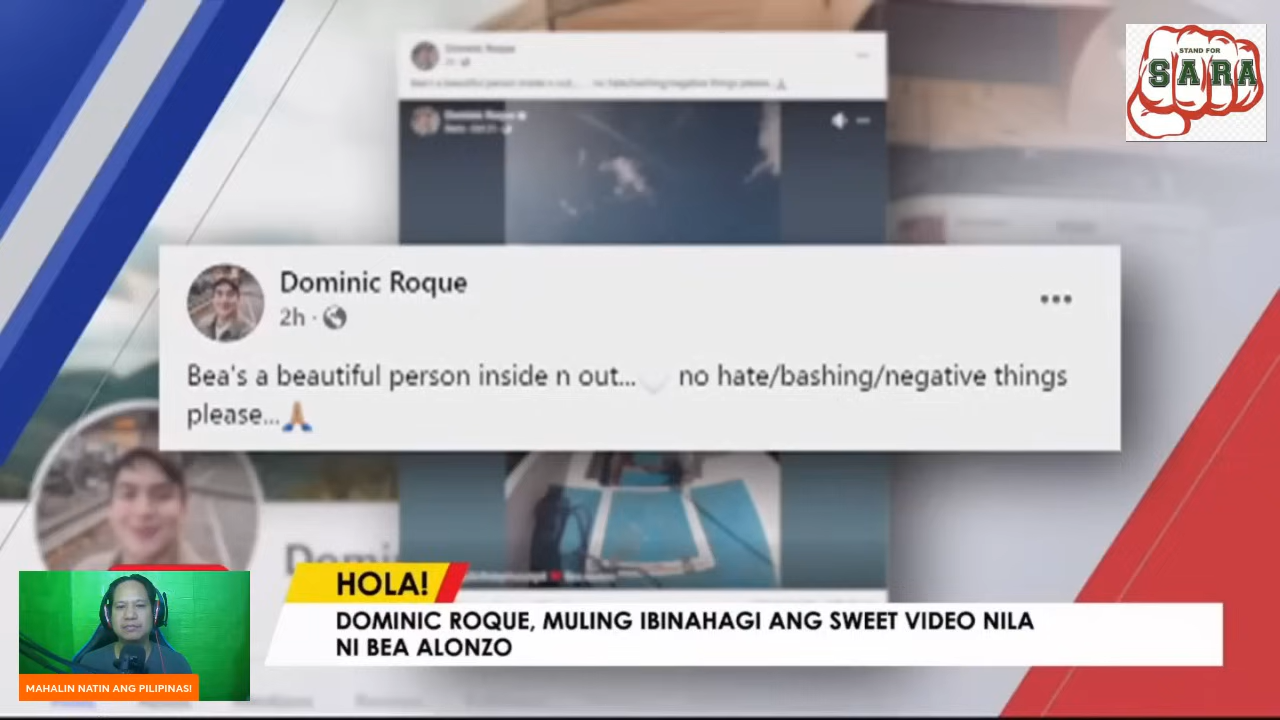 STAND FOR
SARA
Dominic Roque
2h ·
Bea's a beautiful person inside n out...🤍 no hate/bashing/negative things
please...🙏🏽
HOLA!
DOMINIC ROQUE, MULING IBINAHAGI ANG SWEET VIDEO NILA
NI BEA ALONZO
MAHALIN NATIN ANG PILIPINAS!